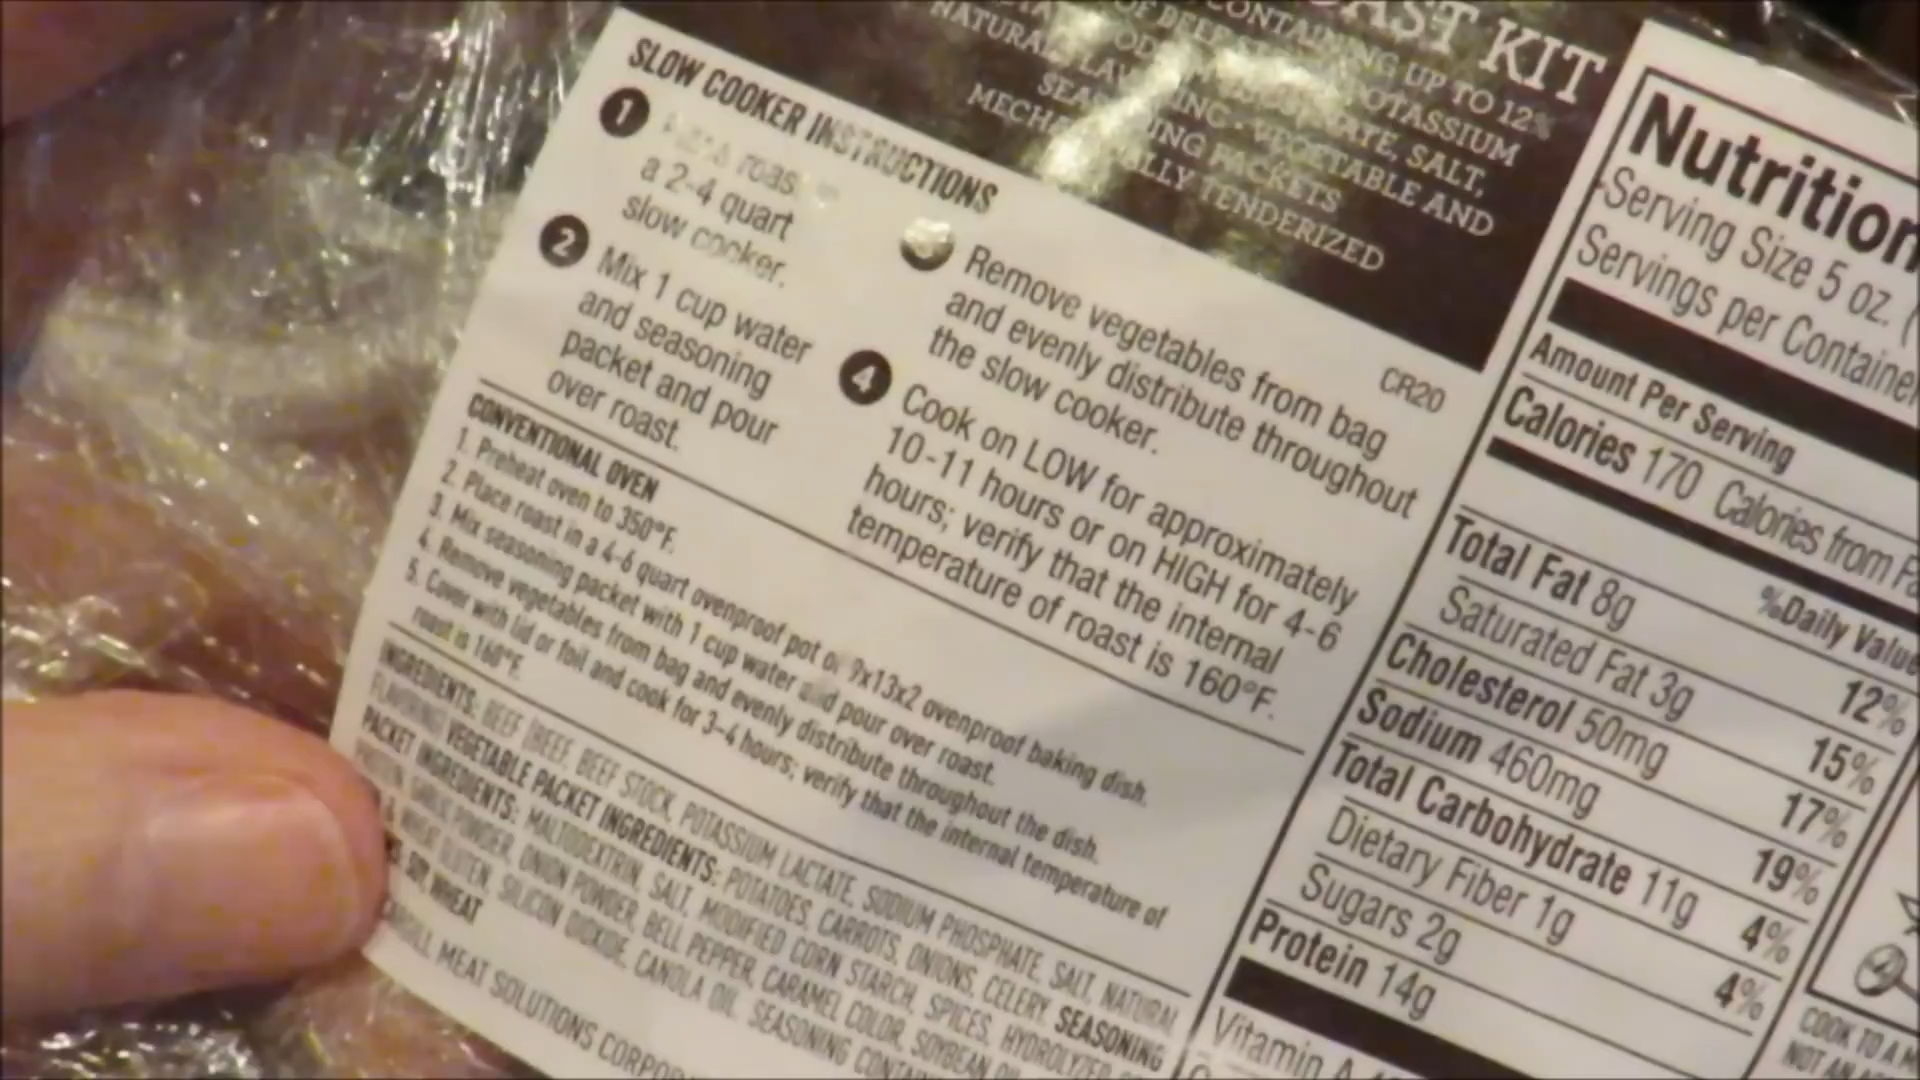 ROAST KIT
CONTAINING UP TO 12%
OF BEEF POTASSIUM
SALT,
NATURAL FLAVORING - VEGETABLE AND
SEASONING PACKETS
MECHANICALLY TENDERIZED
CR20
SLOW COOKER INSTRUCTIONS
1 roast
a 2-4 quart
slow cooker.
2 Mix 1 cup water
and seasoning
packet and pour
over roast.
Remove vegetables from bag
and evenly distribute throughout
the slow cooker.
4 Cook on LOW for approximately
10-11 hours or on HIGH for 4-6
hours; verify that the internal
temperature of roast is 160°F.
CONVENTIONAL OVEN
1. Preheat oven to 350°F.
2. Place roast in a 4-6 quart ovenproof pot or 9x13x2 ovenproof baking dish.
3. Mix seasoning packet with 1 cup water and pour over roast.
4. Remove vegetables from bag and evenly distribute throughout the dish.
5. Cover with lid or foil and cook for 3-4 hours; verify that the internal temperature of
roast is 160°F.
INGREDIENTS: BEEF (BEEF, BEEF STOCK, POTASSIUM LACTATE, SODIUM PHOSPHATE, SALT, NATURAL
FLAVORING) VEGETABLE PACKET INGREDIENTS: POTATOES, CARROTS, ONIONS, CELERY. SEASONING
PACKET INGREDIENTS: MALTODEXTRIN, SALT, MODIFIED CORN STARCH, SPICES, HYDROLYZED
GARLIC POWDER, ONION POWDER, BELL PEPPER, CARAMEL COLOR, SOYBEAN OIL
WHEAT GLUTEN, SILICON DIOXIDE, CANOLA OIL, SEASONING
SOY, WHEAT
MEAT SOLUTIONS
Nutrition
Serving Size 5 oz. (
Servings per Container
Amount Per Serving
Calories 170 Calories from
%Daily Value
Total Fat 8g 12%
Saturated Fat 3g 15%
Cholesterol 50mg 17%
Sodium 460mg 19%
Total Carbohydrate 11g 4%
Dietary Fiber 1g 4%
Sugars 2g
Protein 14g
Vitamin A
COOK TO A
NOT AN